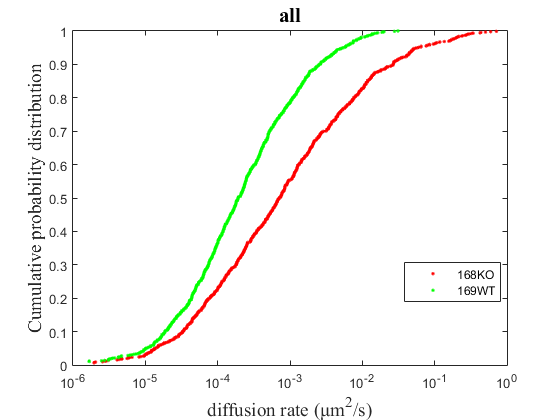 all
Cumulative probability distribution
1
0.9
0.8
0.7
0.6
0.5
0.4
0.3
0.2
0.1
0
168KO
169WT
10⁻⁶ 10⁻⁵ 10⁻⁴ 10⁻³ 10⁻² 10⁻¹ 10⁰
diffusion rate (μm²/s)